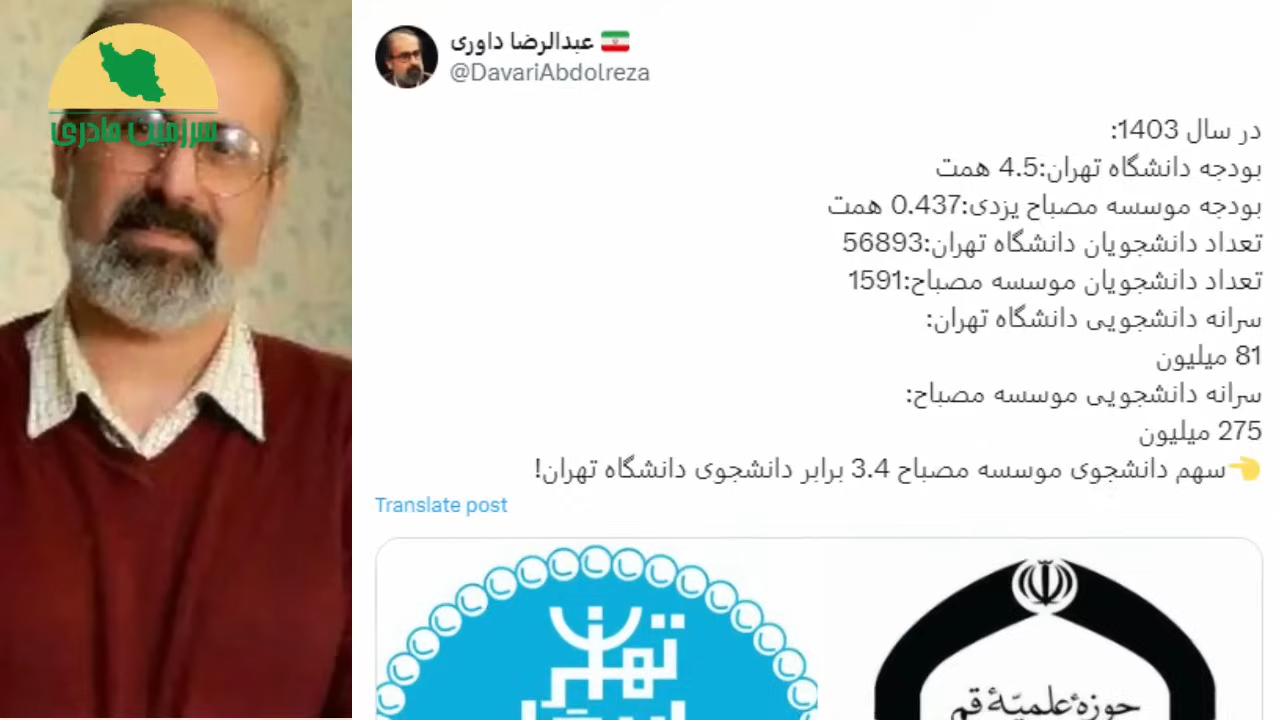 سرزمین مادری
عبدالرضا داوری
@DavariAbdolreza
در سال 1403:
بودجه دانشگاه تهران:4.5 همت
بودجه موسسه مصباح یزدی:0.437 همت
تعداد دانشجویان دانشگاه تهران:56893
تعداد دانشجویان موسسه مصباح:1591
سرانه دانشجویی دانشگاه تهران:
81 میلیون
سرانه دانشجویی موسسه مصباح:
275 میلیون
👈سهم دانشجوی موسسه مصباح 3.4 برابر دانشجوی دانشگاه تهران!
Translate post
حوزهٔ علمیّهٔ قم